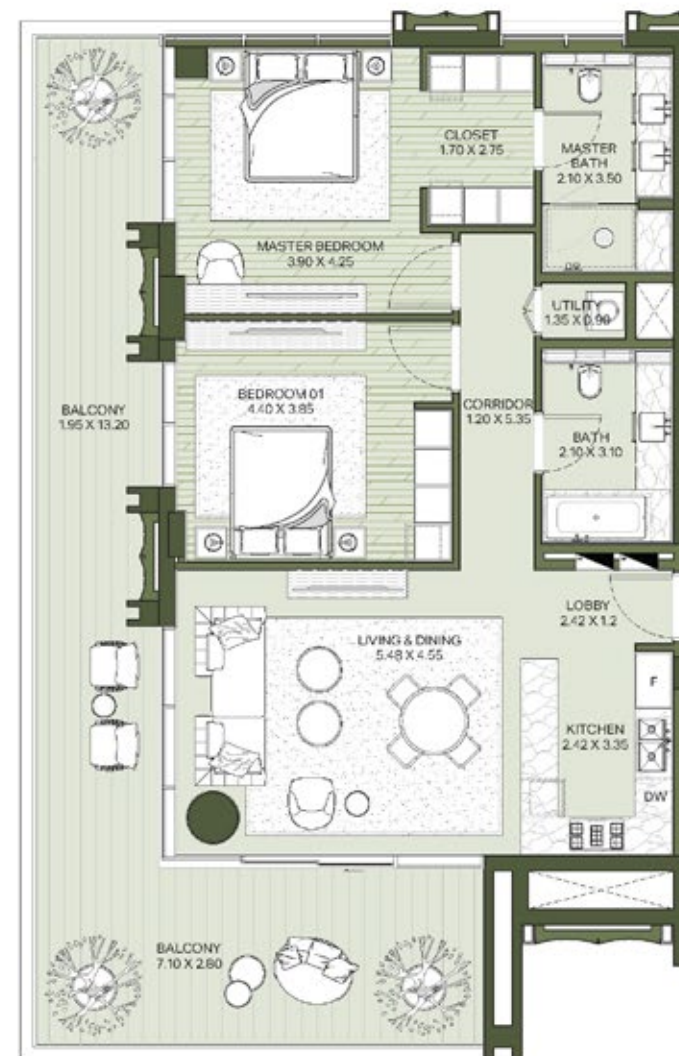 CLOSET
1.70 X 2.75
MASTER
BATH
2.10 X 3.50
MASTER BEDROOM
3.90 X 4.25
UTILITY
1.35 X 0.90
BEDROOM 01
4.40 X 3.85
CORRIDOR
1.20 X 5.35
BALCONY
1.95 X 13.20
BATH
2.10 X 3.10
LOBBY
2.42 X 1.2
LIVING & DINING
5.48 X 4.55
F
KITCHEN
2.42 X 3.35
DW
BALCONY
7.10 X 2.80